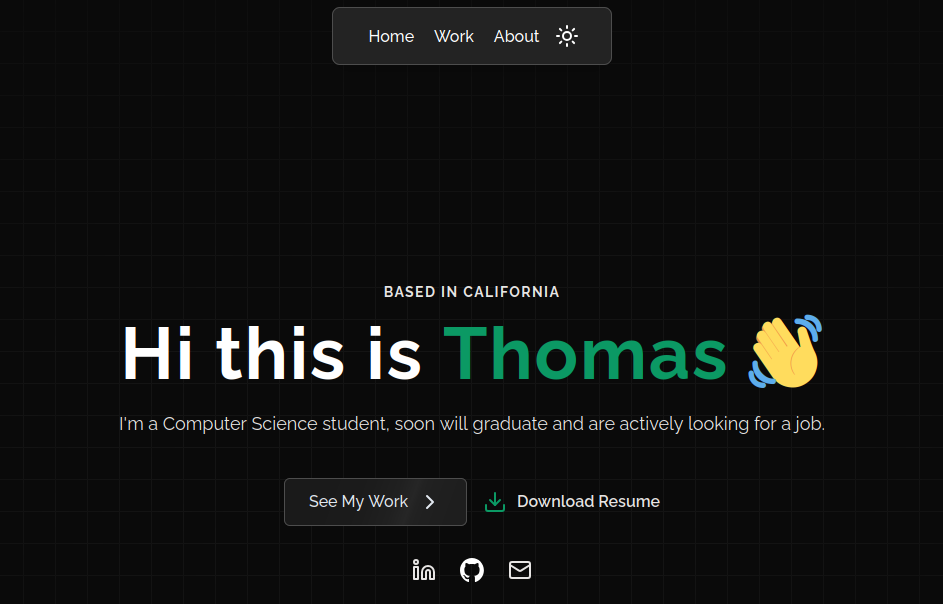 Home Work About
BASED IN CALIFORNIA
Hi this is Thomas 👋
I'm a Computer Science student, soon will graduate and are actively looking for a job.
See My Work Download Resume